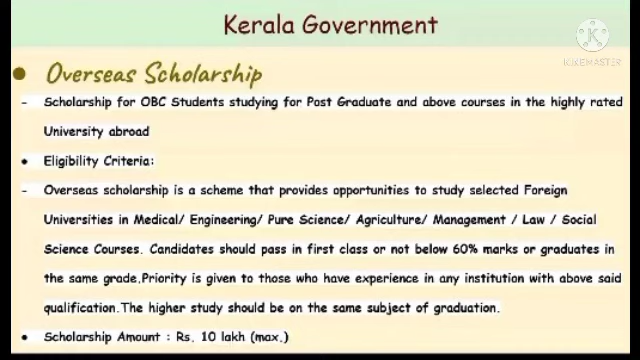 Kerala Government
KINEMASTER
Overseas Scholarship
- Scholarship for OBC Students studying for Post Graduate and above courses in the highly rated
University abroad
• Eligibility Criteria:
- Overseas scholarship is a scheme that provides opportunities to study selected Foreign
Universities in Medical/ Engineering/ Pure Science/ Agriculture/ Management / Law / Social
Science Courses. Candidates should pass in first class or not below 60% marks or graduates in
the same grade.Priority is given to those who have experience in any institution with above said
qualification.The higher study should be on the same subject of graduation.
• Scholarship Amount : Rs. 10 lakh (max.)